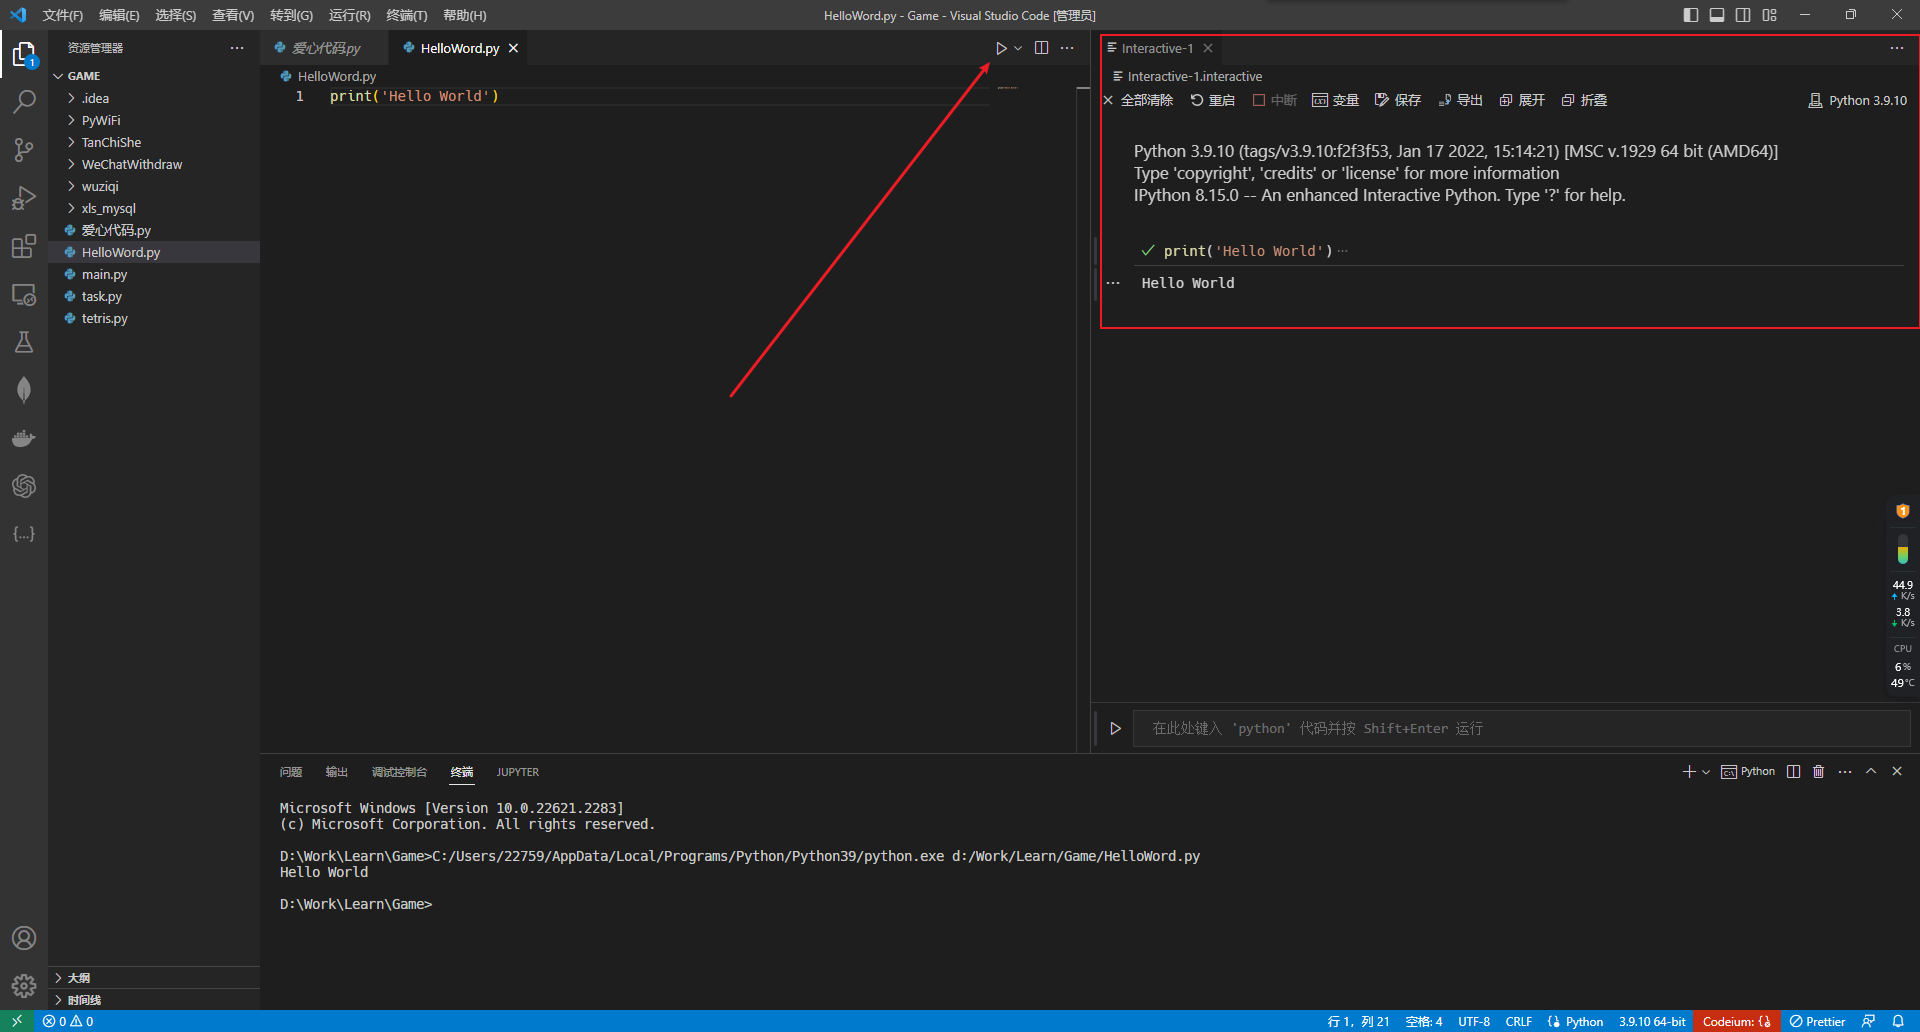 文件(F) 编辑(E) 选择(S) 查看(V) 转到(G) 运行(R) 终端(T) 帮助(H) HelloWord.py - Game - Visual Studio Code [管理员]
资源管理器
1
GAME
.idea
PyWiFi
TanChiShe
WeChatWithdraw
wuziqi
xls_mysql
爱心代码.py
HelloWord.py
main.py
task.py
tetris.py
大纲
时间线
爱心代码.py HelloWord.py
HelloWord.py
1 print('Hello World')
Interactive-1
Interactive-1.interactive
全部清除 重启 中断 变量 保存 导出 展开 折叠 Python 3.9.10
Python 3.9.10 (tags/v3.9.10:f2f3f53, Jan 17 2022, 15:14:21) [MSC v.1929 64 bit (AMD64)]
Type 'copyright', 'credits' or 'license' for more information
IPython 8.15.0 -- An enhanced Interactive Python. Type '?' for help.
print('Hello World') ···
Hello World
1
44.9
K/s
3.8
K/s
CPU
6%
49°C
在此处键入 'python' 代码并按 Shift+Enter 运行
问题 输出 调试控制台 终端 JUPYTER Python
Microsoft Windows [Version 10.0.22621.2283]
(c) Microsoft Corporation. All rights reserved.
D:\Work\Learn\Game>C:/Users/22759/AppData/Local/Programs/Python/Python39/python.exe d:/Work/Learn/Game/HelloWord.py
Hello World
D:\Work\Learn\Game>
0 0 行 1, 列 21 空格: 4 UTF-8 CRLF Python 3.9.10 64-bit Codeium: {} Prettier